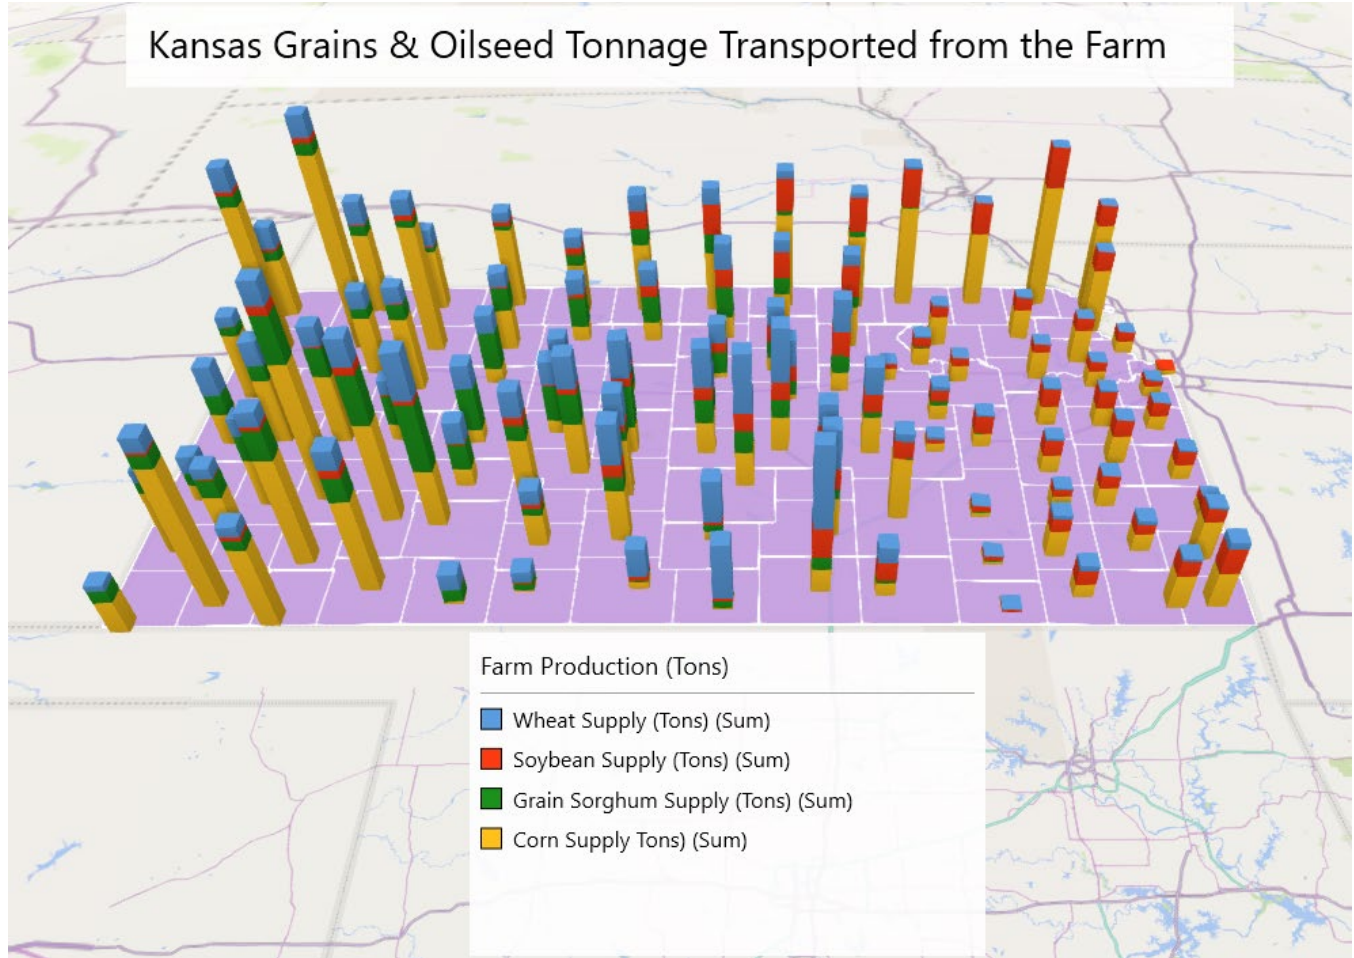 Kansas Grains & Oilseed Tonnage Transported from the Farm
Farm Production (Tons)
Wheat Supply (Tons) (Sum)
Soybean Supply (Tons) (Sum)
Grain Sorghum Supply (Tons) (Sum)
Corn Supply Tons) (Sum)